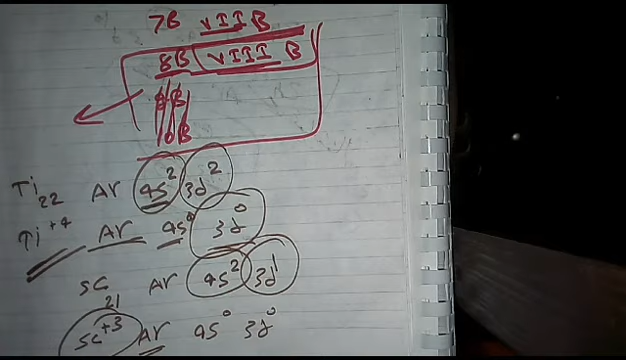 7B VIIB
8B VIIIB
Ti22 Ar 4s² 3d²
Ti+4 Ar 4s⁰ 3d⁰
Sc21 Ar 4s² 3d¹
Sc+3 Ar 4s⁰ 3d⁰